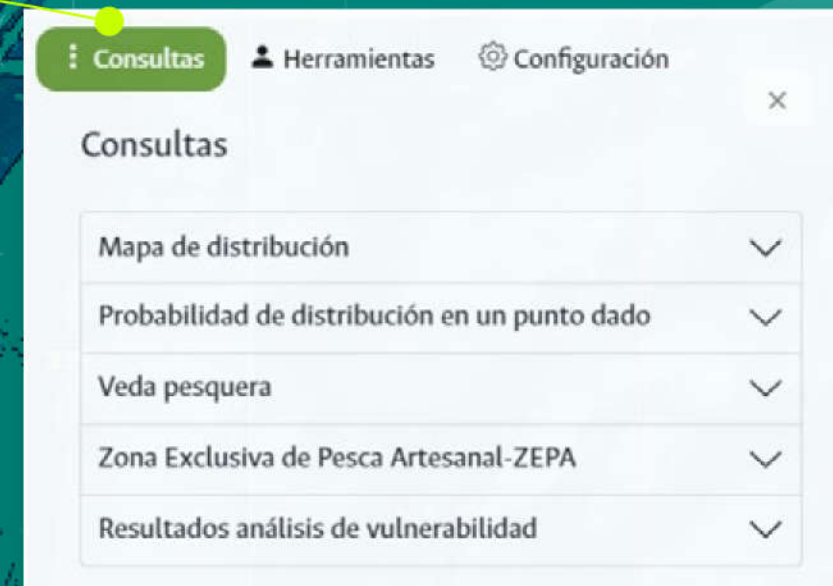 Consultas
Herramientas
Configuración
Consultas
Mapa de distribución
Probabilidad de distribución en un punto dado
Veda pesquera
Zona Exclusiva de Pesca Artesanal-ZEPA
Resultados análisis de vulnerabilidad